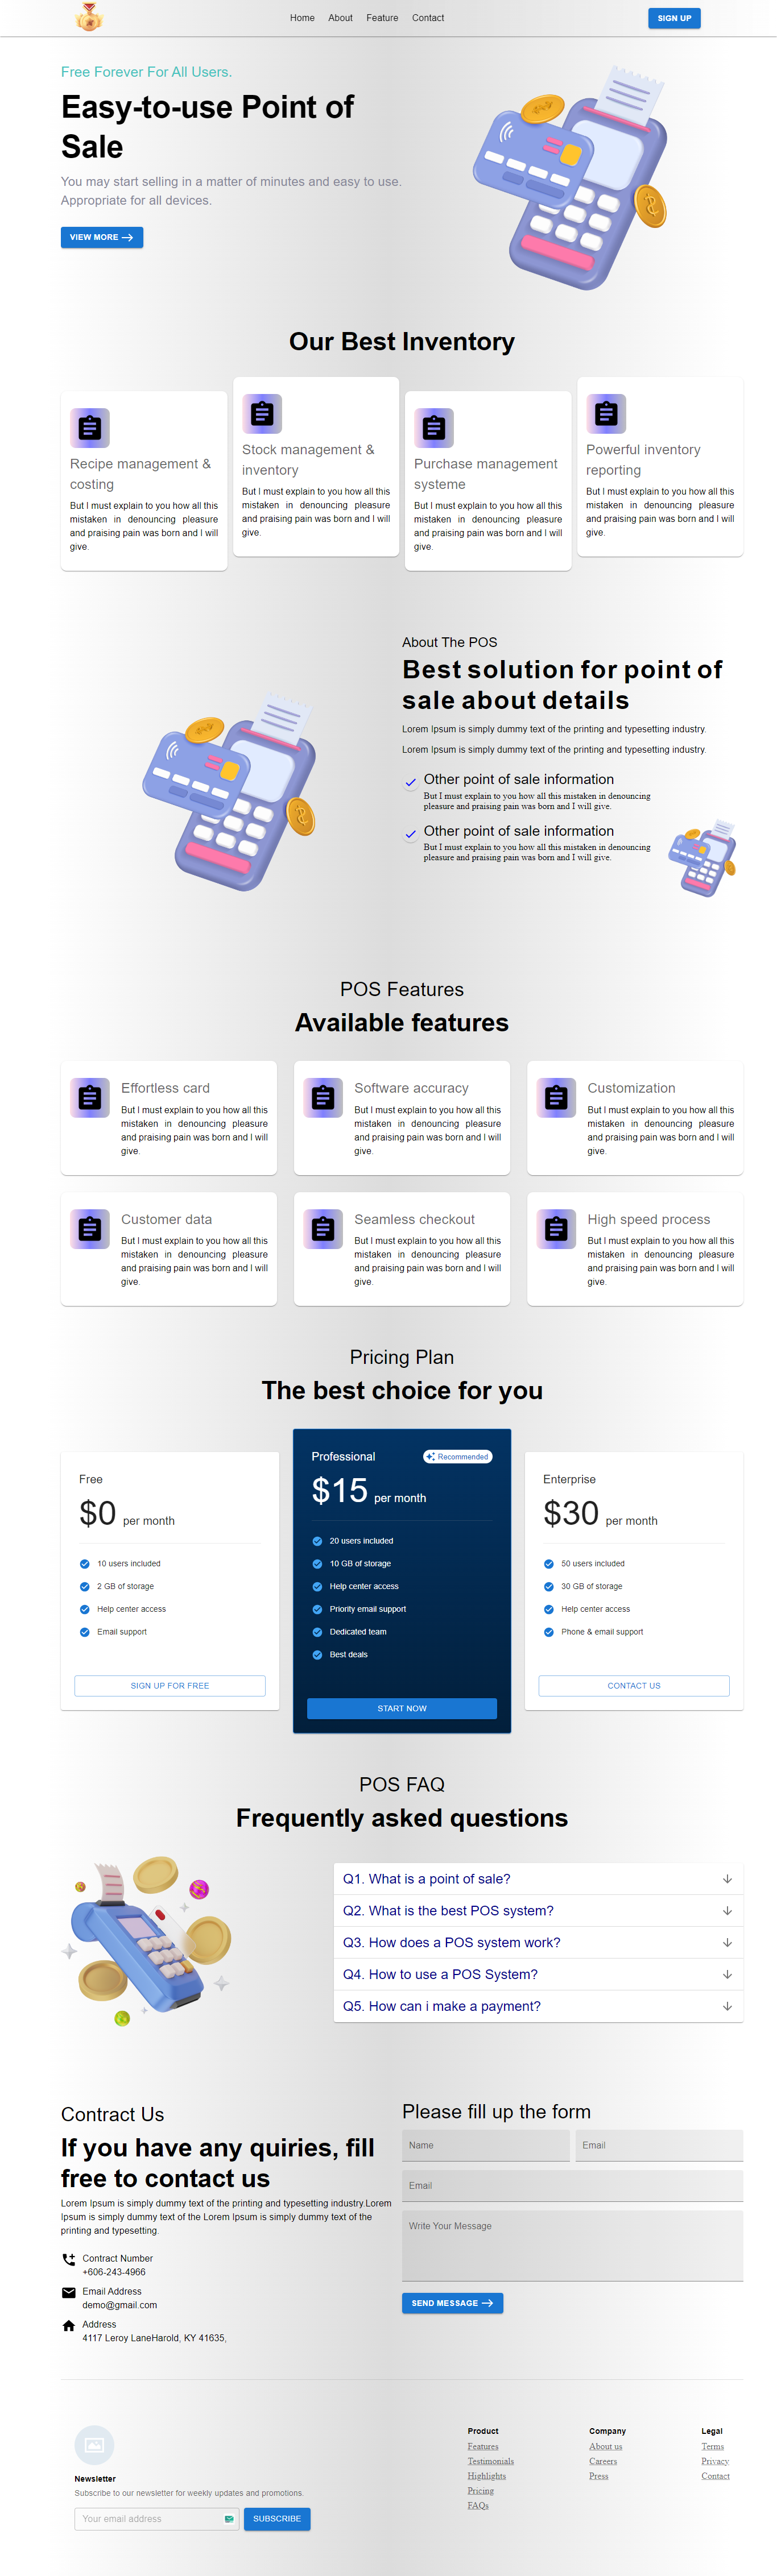 Home About Feature Contact
SIGN UP
Free Forever For All Users.
Easy-to-use Point of
Sale
You may start selling in a matter of minutes and easy to use.
Appropriate for all devices.
VIEW MORE
Our Best Inventory
Recipe management &
costing
But I must explain to you how all this
mistaken in denouncing pleasure
and praising pain was born and I will
give.
Stock management &
inventory
But I must explain to you how all this
mistaken in denouncing pleasure
and praising pain was born and I will
give.
Purchase management
systeme
But I must explain to you how all this
mistaken in denouncing pleasure
and praising pain was born and I will
give.
Powerful inventory
reporting
But I must explain to you how all this
mistaken in denouncing pleasure
and praising pain was born and I will
give.
About The POS
Best solution for point of
sale about details
Lorem Ipsum is simply dummy text of the printing and typesetting industry.
Lorem Ipsum is simply dummy text of the printing and typesetting industry.
Other point of sale information
But I must explain to you how all this mistaken in denouncing
pleasure and praising pain was born and I will give.
Other point of sale information
But I must explain to you how all this mistaken in denouncing
pleasure and praising pain was born and I will give.
POS Features
Available features
Effortless card
But I must explain to you how all this
mistaken in denouncing pleasure
and praising pain was born and I will
give.
Software accuracy
But I must explain to you how all this
mistaken in denouncing pleasure
and praising pain was born and I will
give.
Customization
But I must explain to you how all this
mistaken in denouncing pleasure
and praising pain was born and I will
give.
Customer data
But I must explain to you how all this
mistaken in denouncing pleasure
and praising pain was born and I will
give.
Seamless checkout
But I must explain to you how all this
mistaken in denouncing pleasure
and praising pain was born and I will
give.
High speed process
But I must explain to you how all this
mistaken in denouncing pleasure
and praising pain was born and I will
give.
Pricing Plan
The best choice for you
Free
$0 per month
10 users included
2 GB of storage
Help center access
Email support
SIGN UP FOR FREE
Professional
Recommended
$15 per month
20 users included
10 GB of storage
Help center access
Priority email support
Dedicated team
Best deals
START NOW
Enterprise
$30 per month
50 users included
30 GB of storage
Help center access
Phone & email support
CONTACT US
POS FAQ
Frequently asked questions
Q1. What is a point of sale?
Q2. What is the best POS system?
Q3. How does a POS system work?
Q4. How to use a POS System?
Q5. How can i make a payment?
Contract Us
If you have any quiries, fill
free to contact us
Lorem Ipsum is simply dummy text of the printing and typesetting industry.Lorem
Ipsum is simply dummy text of the Lorem Ipsum is simply dummy text of the
printing and typesetting.
Contract Number
+606-243-4966
Email Address
demo@gmail.com
Address
4117 Leroy LaneHarold, KY 41635,
Please fill up the form
Name
Email
Email
Write Your Message
SEND MESSAGE
Newsletter
Subscribe to our newsletter for weekly updates and promotions.
Your email address
SUBSCRIBE
Product
Features
Testimonials
Highlights
Pricing
FAQs
Company
About us
Careers
Press
Legal
Terms
Privacy
Contact